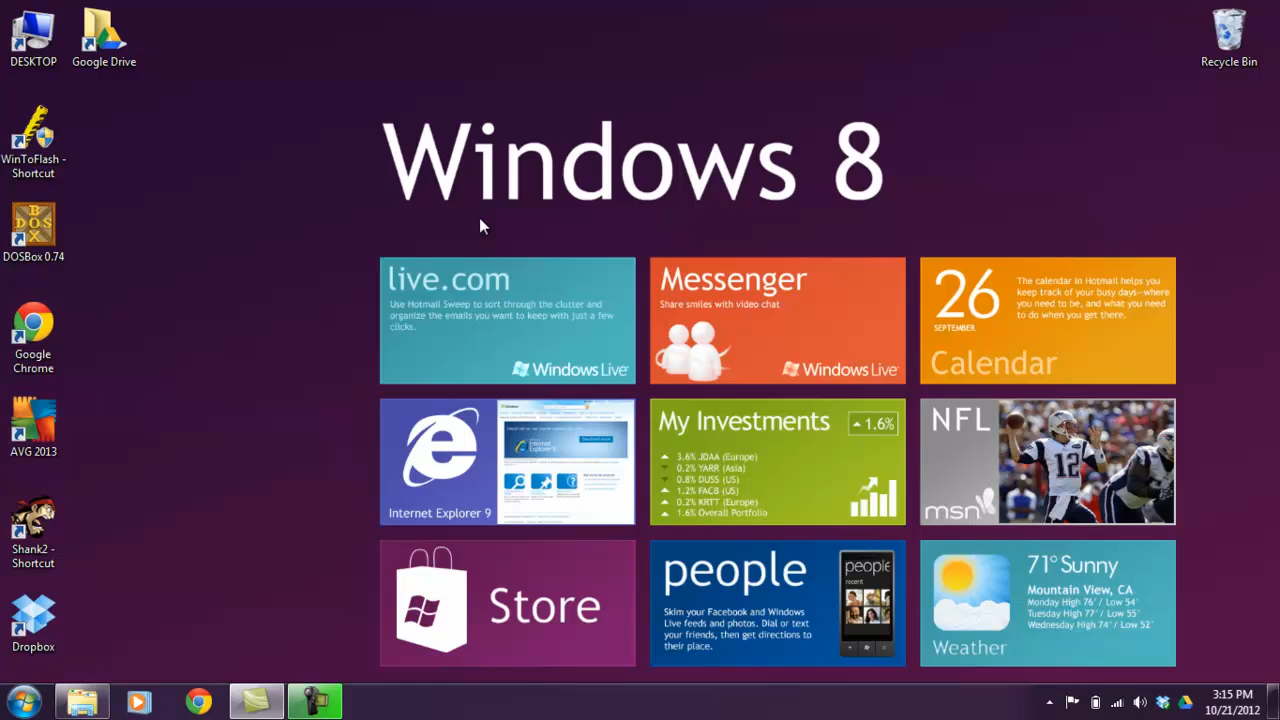 DESKTOP
Google Drive
Recycle Bin
WinToFlash -
Shortcut
BOX
DOS
DOSBox 0.74
Google
Chrome
AVG 2013
Shank2 -
Shortcut
Dropbox
Windows 8
live.com
Use Hotmail Sweep to sort through the clutter and
organize the emails you want to keep with just a few
clicks.
Windows Live
Messenger
Share smiles with video chat
Windows Live
26
SEPTEMBER
The calendar in Hotmail helps you
keep track of your busy days—where
you need to be, and what you need
to do when you get there.
Calendar
Internet Explorer 9
My Investments
1.6%
3.6% JDAA (Europe)
0.2% YARR (Asia)
0.8% DUSS (US)
1.2% FACB (US)
0.2% KRTT (Europe)
1.6% Overall Portfolio
NFL
12
msn
Store
people
Skim your Facebook and Windows
Live feeds and photos. Dial or text
your friends, then get directions to
their place.
people
recent
71° Sunny
Mountain View, CA
Monday High 76° / Low 54°
Tuesday High 77° / Low 55°
Wednesday High 74° / Low 52°
Weather
3:15 PM
10/21/2012